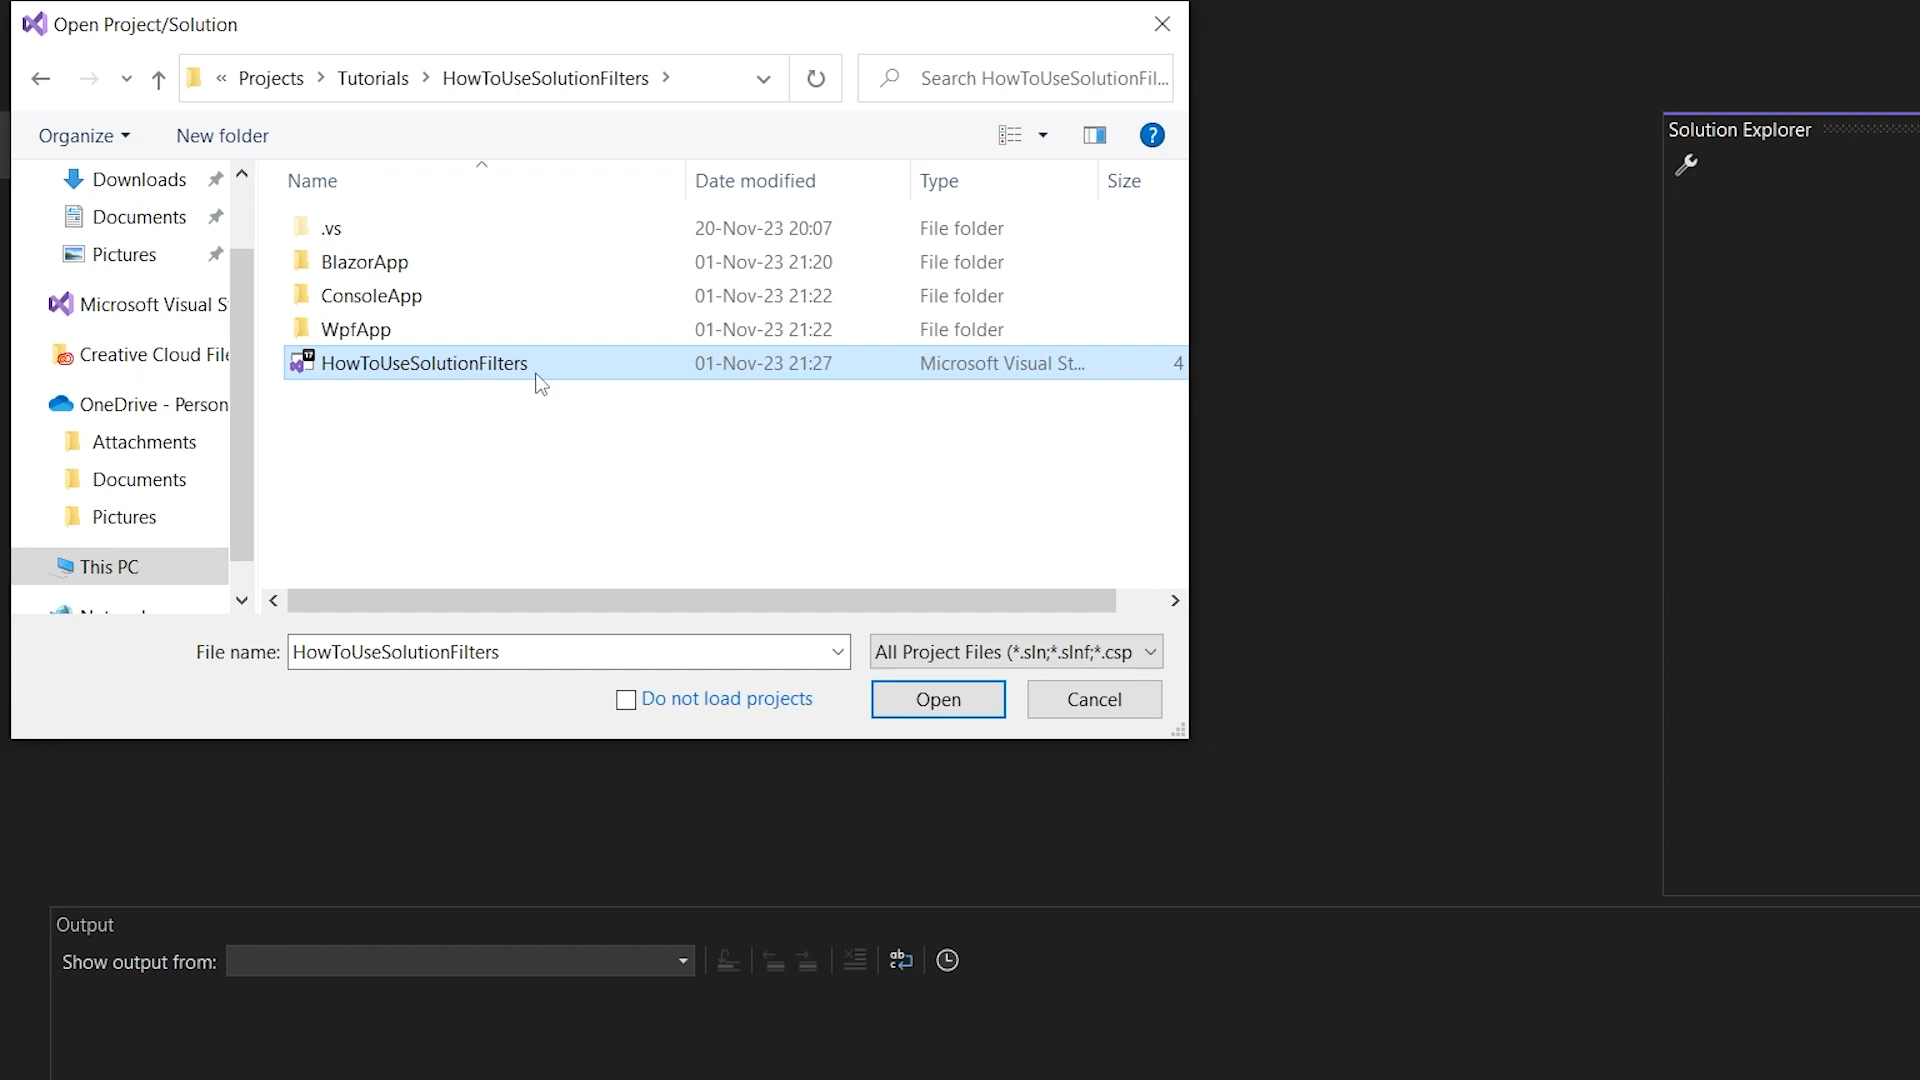 Open Project/Solution
« Projects > Tutorials > HowToUseSolutionFilters >
Search HowToUseSolutionFil...
Organize
New folder
?
Name
Date modified
Type
Size
Downloads
Documents
Pictures
Microsoft Visual S
Creative Cloud File
OneDrive - Person
Attachments
Documents
Pictures
This PC
.vs 20-Nov-23 20:07 File folder
BlazorApp 01-Nov-23 21:20 File folder
ConsoleApp 01-Nov-23 21:22 File folder
WpfApp 01-Nov-23 21:22 File folder
HowToUseSolutionFilters 01-Nov-23 21:27 Microsoft Visual St... 4
File name: HowToUseSolutionFilters
All Project Files (*.sln;*.slnf;*.csp
Do not load projects
Open
Cancel
Solution Explorer
Output
Show output from: